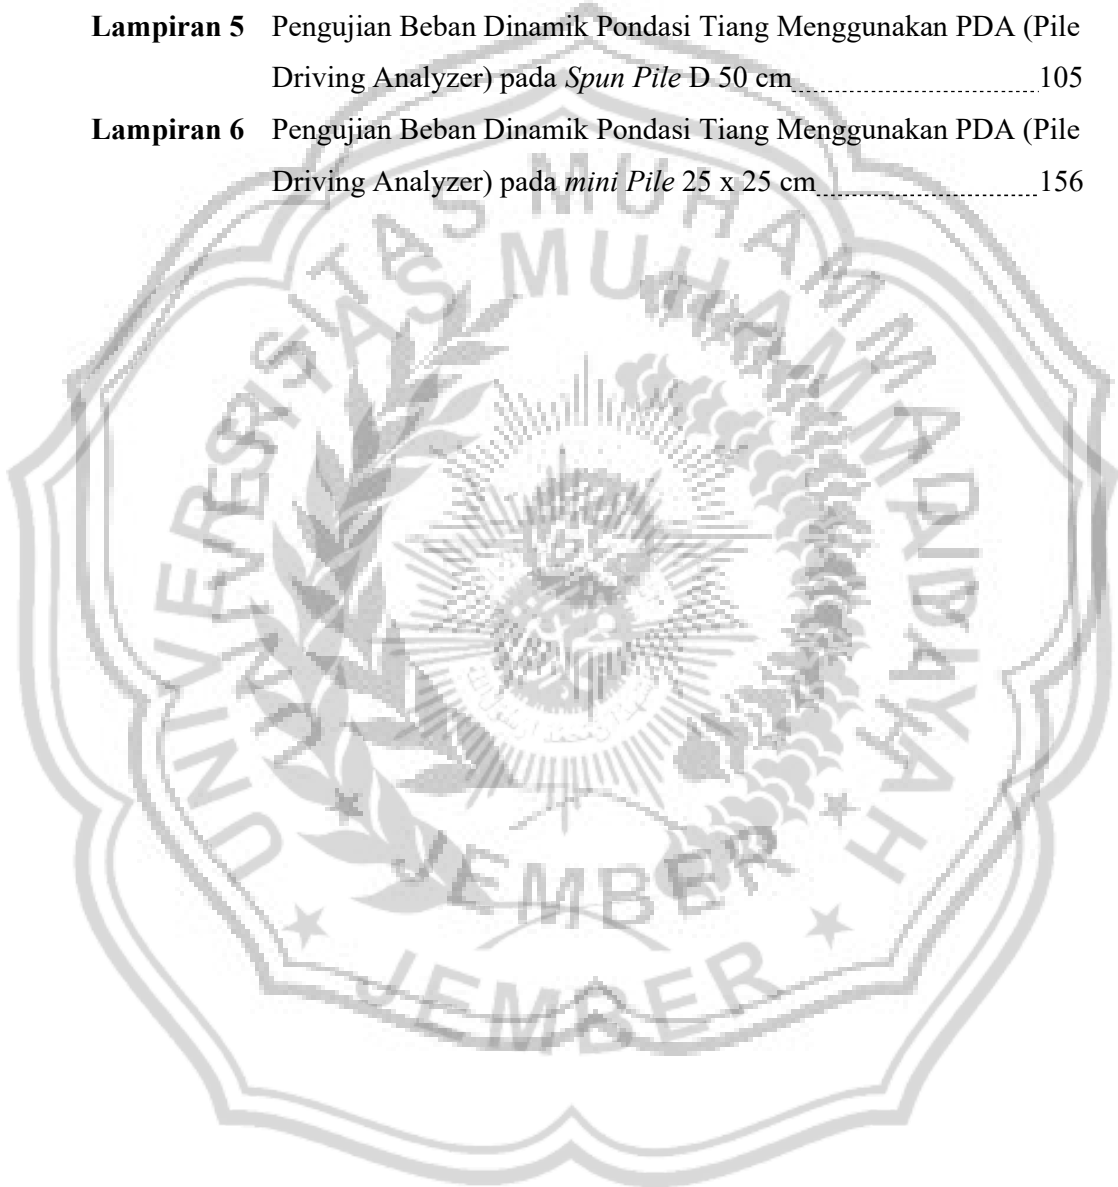 Lampiran 5 Pengujian Beban Dinamik Pondasi Tiang Menggunakan PDA (Pile
Driving Analyzer) pada Spun Pile D 50 cm 105
Lampiran 6 Pengujian Beban Dinamik Pondasi Tiang Menggunakan PDA (Pile
Driving Analyzer) pada mini Pile 25 x 25 cm 156
UNIVERSITAS MUHAMMADIYAH
JEMBER
UNIVERSITAS MUHAMMADIYAH
JEMBER